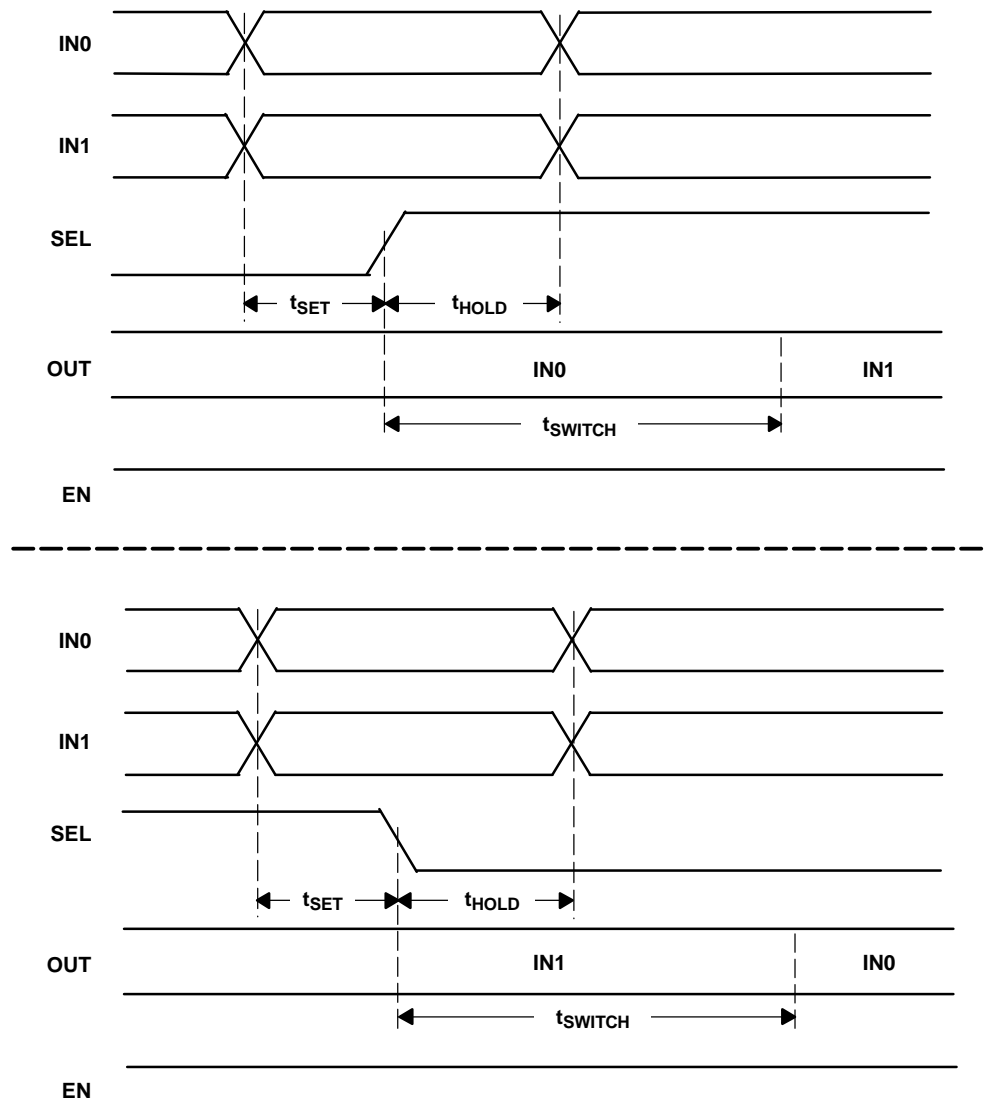 IN0
IN1
SEL
tSET tHOLD
OUT IN0 IN1
tSWITCH
EN
IN0
IN1
SEL
tSET tHOLD
OUT IN1 IN0
tSWITCH
EN